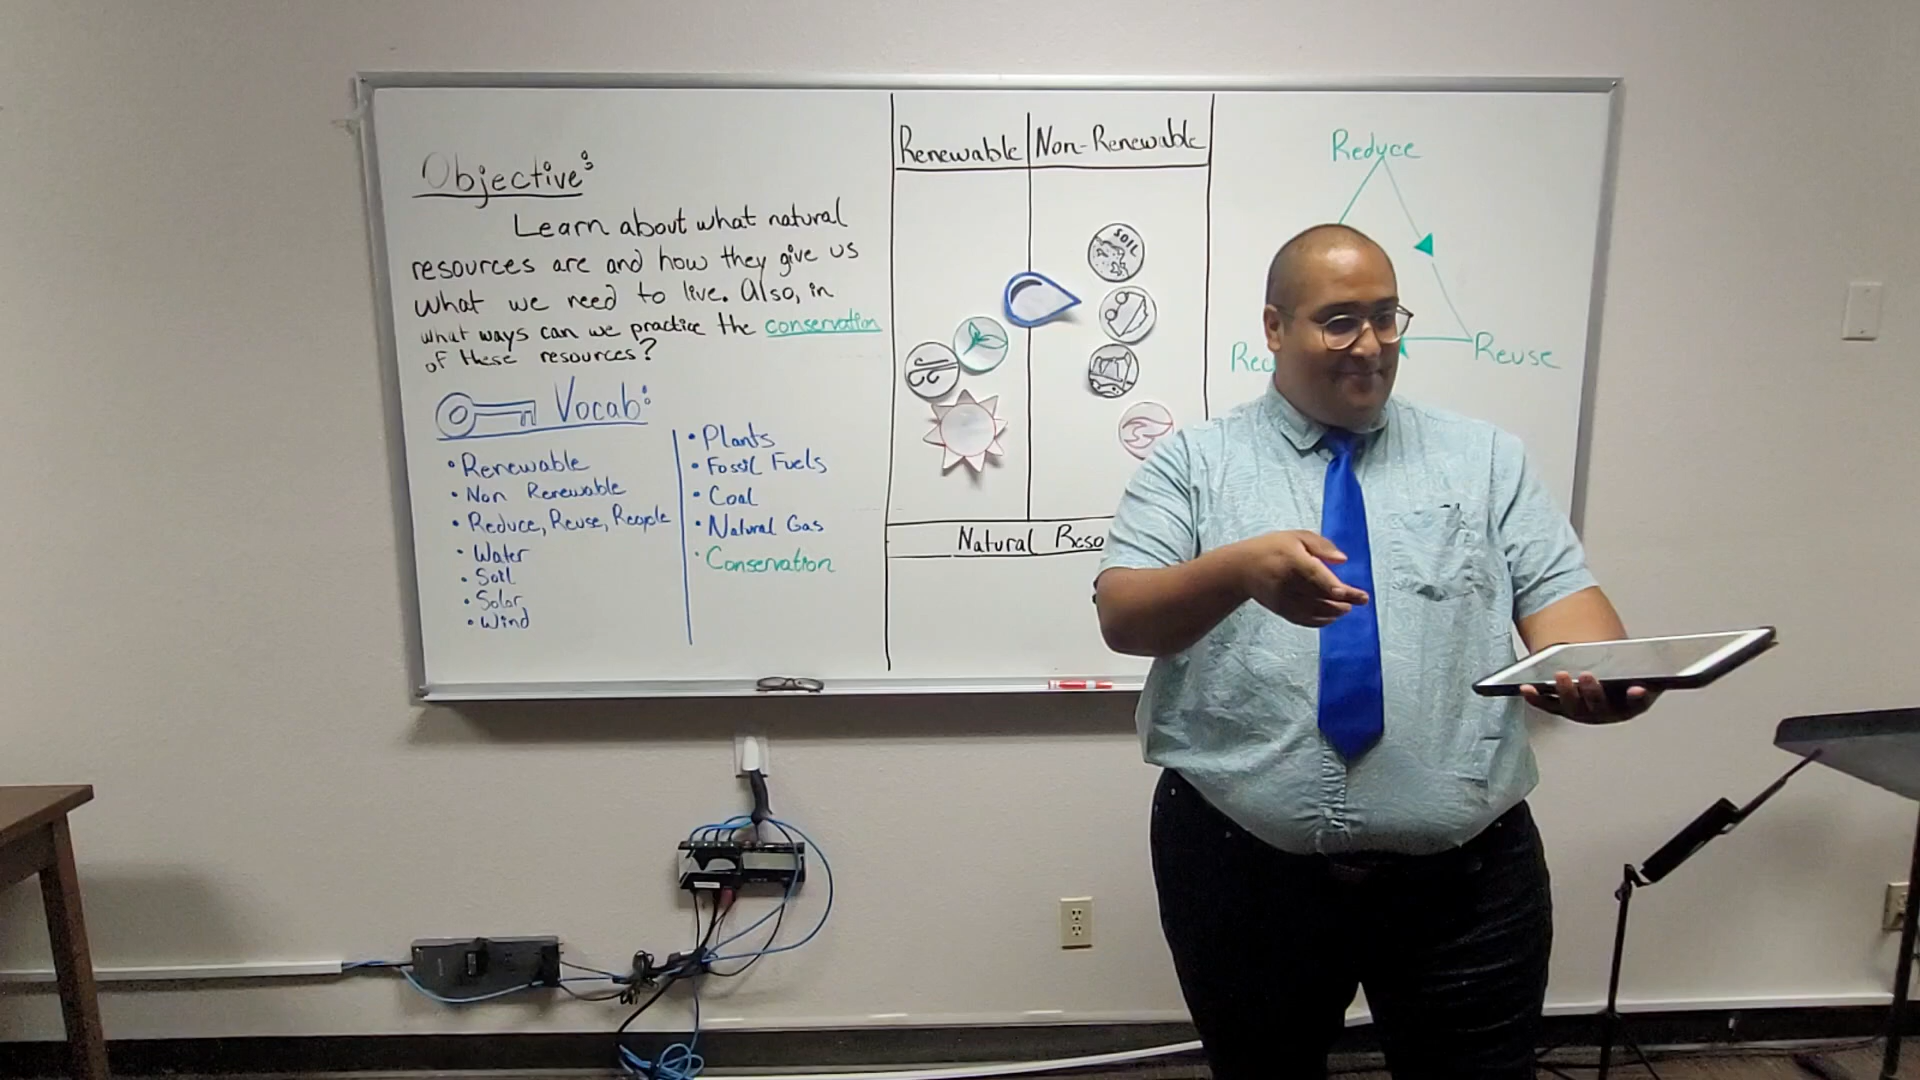 Objective:
Learn about what natural
resources are and how they give us
what we need to live. Also, in
what ways can we practice the conservation
of these resources?
Vocab:
• Renewable
• Non Renewable
• Reduce, Reuse, Recycle
• Water
• Soil
• Solar
• Wind
• Plants
• Fossil Fuels
• Coal
• Natural Gas
• Conservation
Renewable
Non-Renewable
SOIL
Natural Reso
Reduce
Reuse
Rec